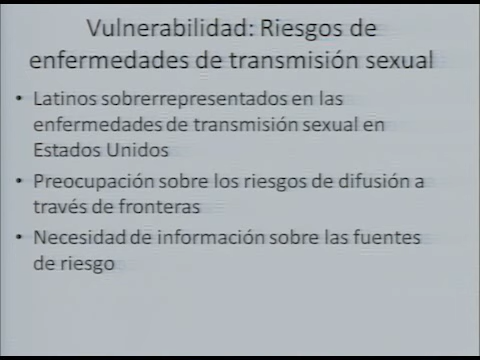 Vulnerabilidad: Riesgos de
enfermedades de transmisión sexual
• Latinos sobrerrepresentados en las
enfermedades de transmisión sexual en
Estados Unidos
• Preocupación sobre los riesgos de difusión a
través de fronteras
• Necesidad de información sobre las fuentes
de riesgo